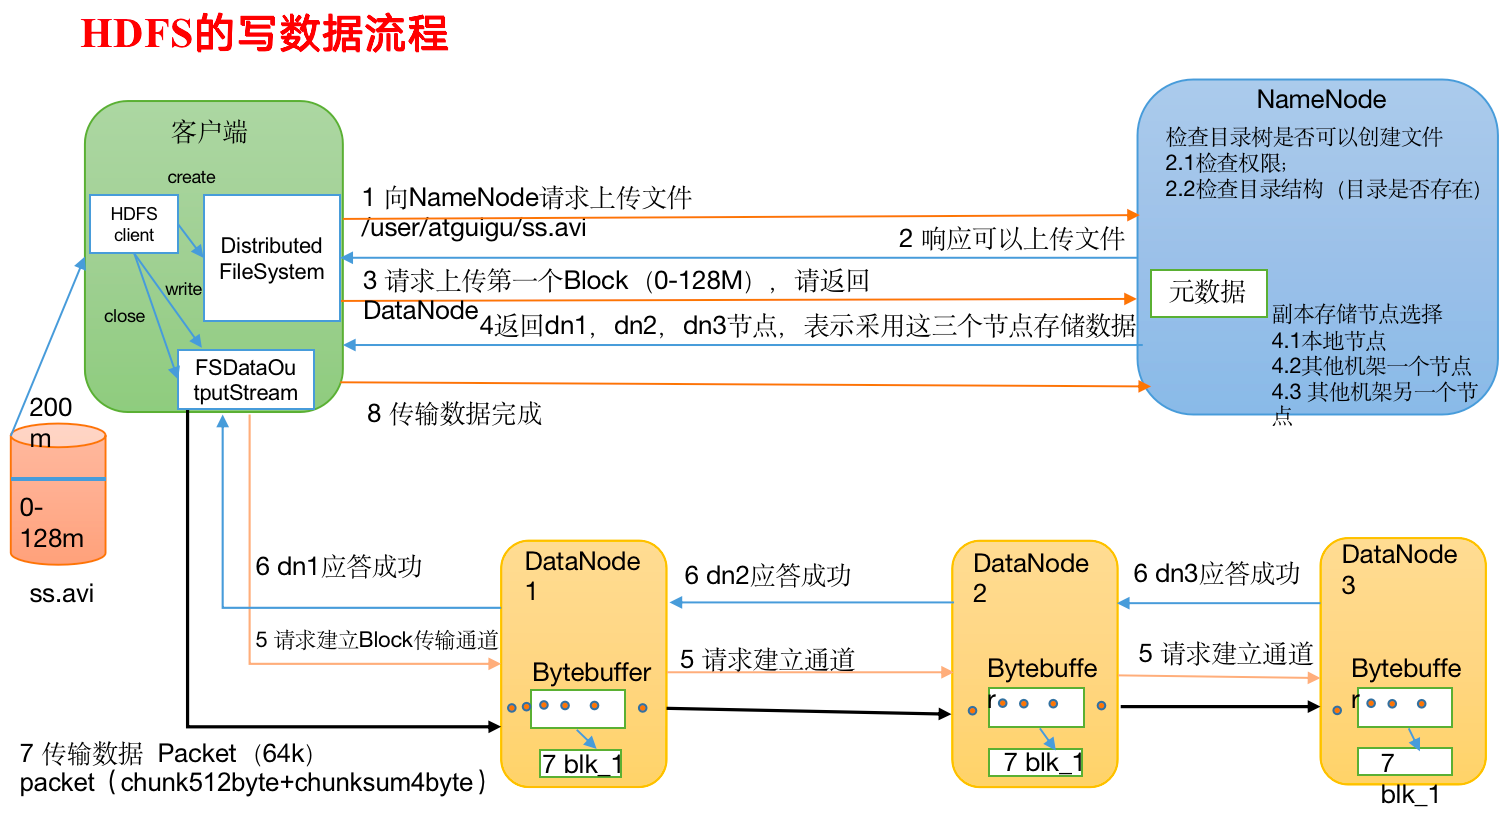 HDFS的写数据流程
客户端
create
HDFS
client
Distributed
FileSystem
write
close
FSDataOu
tputStream
1 向NameNode请求上传文件
/user/atguigu/ss.avi
2 响应可以上传文件
3 请求上传第一个Block（0-128M），请返回
DataNode
4返回dn1，dn2，dn3节点，表示采用这三个节点存储数据
8 传输数据完成
NameNode
检查目录树是否可以创建文件
2.1检查权限;
2.2检查目录结构（目录是否存在）
元数据
副本存储节点选择
4.1本地节点
4.2其他机架一个节点
4.3 其他机架另一个节
点
200
m
0-
128m
ss.avi
6 dn1应答成功
5 请求建立Block传输通道
7 传输数据 Packet（64k）
packet（chunk512byte+chunksum4byte）
DataNode
1
Bytebuffer
7 blk_1
6 dn2应答成功
5 请求建立通道
DataNode
2
Bytebuffe
r
7 blk_1
6 dn3应答成功
5 请求建立通道
DataNode
3
Bytebuffe
r
7
blk_1